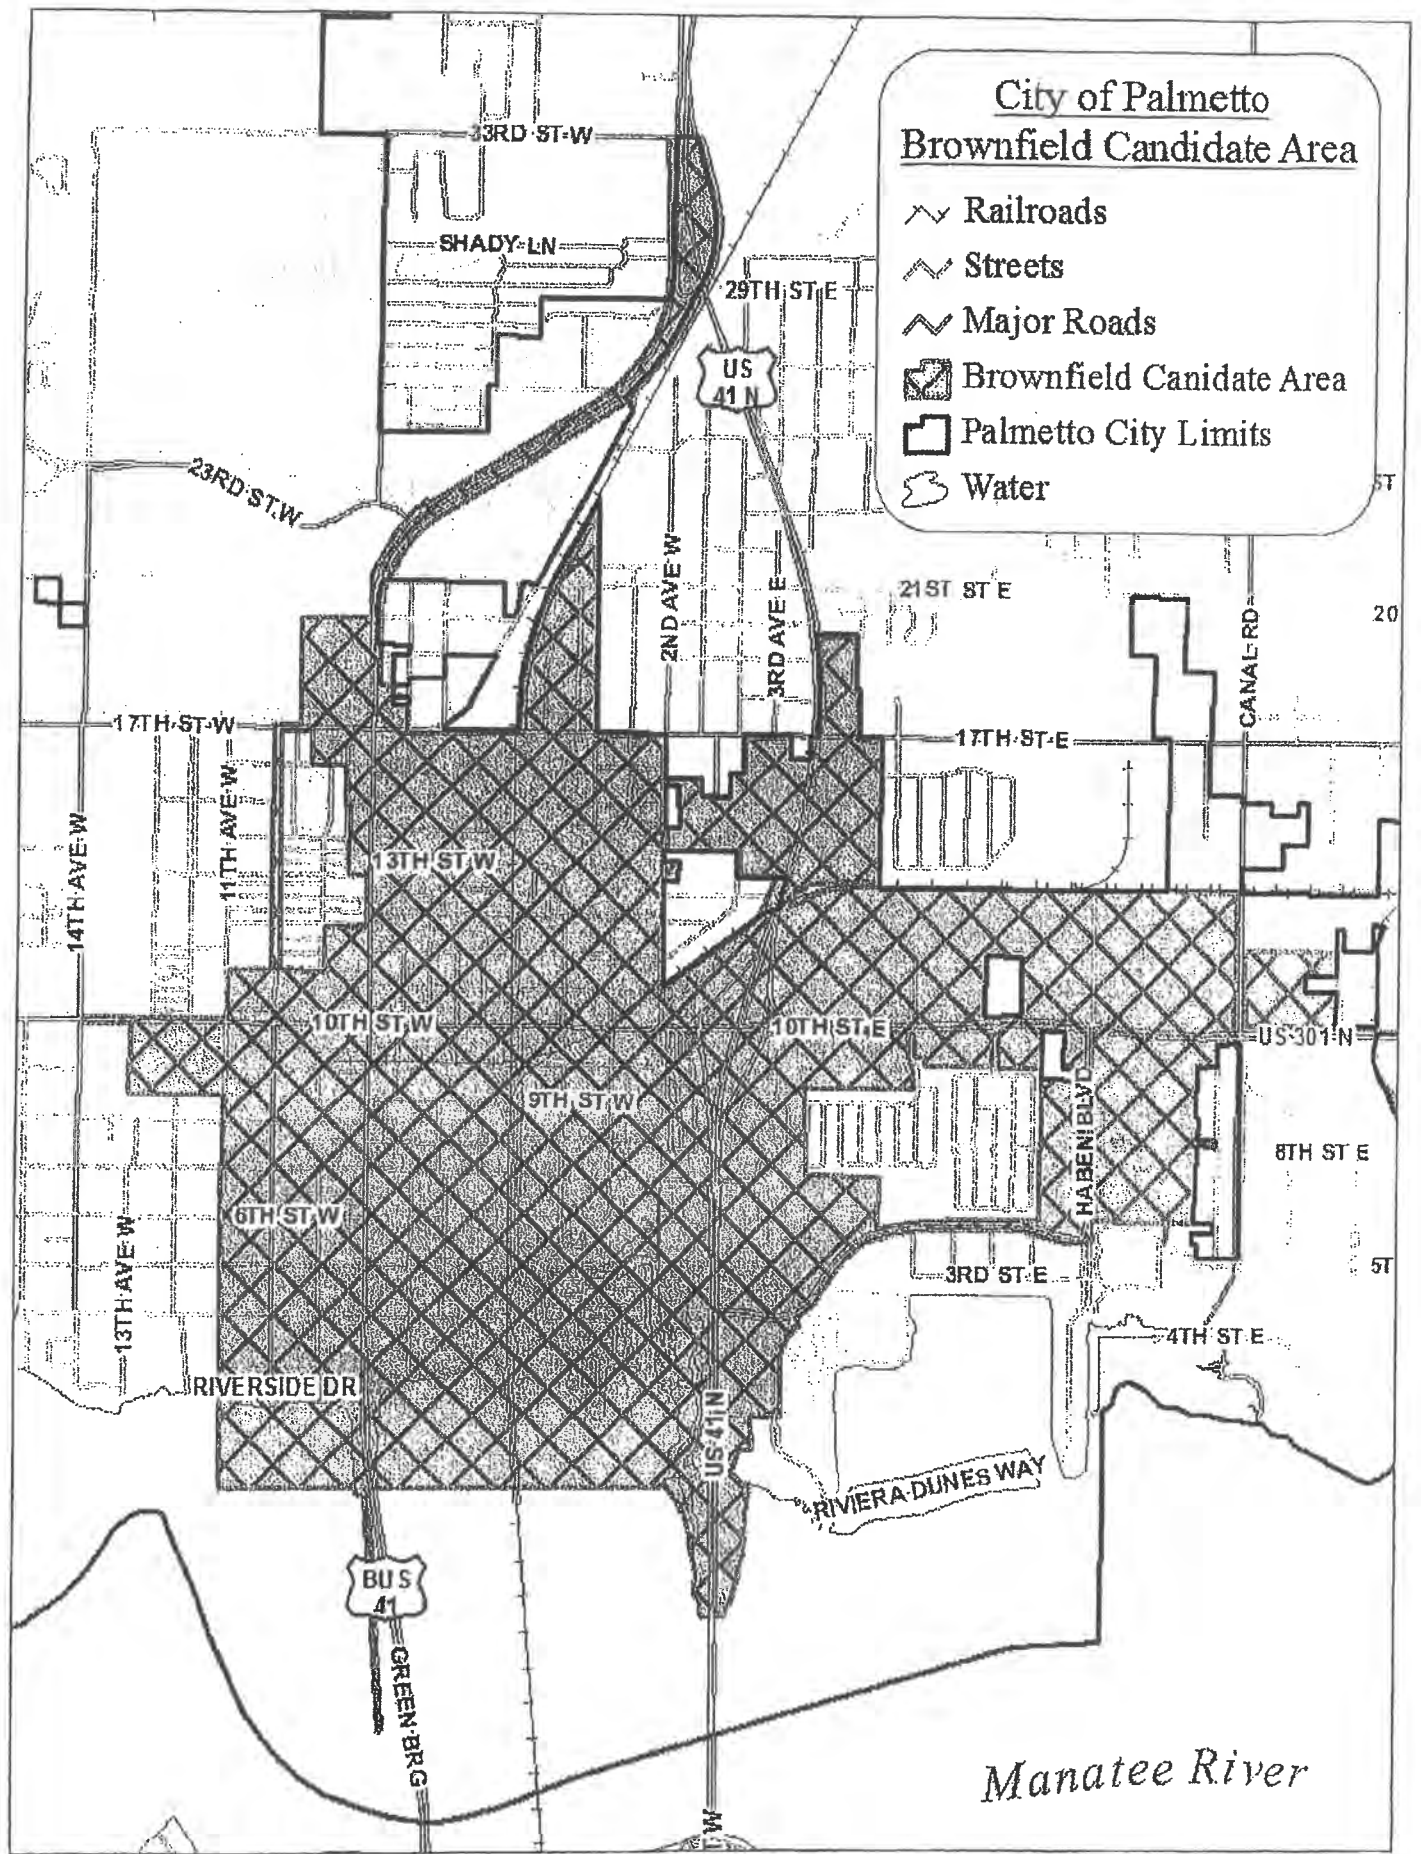 City of Palmetto
Brownfield Candidate Area
Railroads
Streets
Major Roads
Brownfield Canidate Area
Palmetto City Limits
Water
33RD ST W
SHADY LN
29TH ST E
US
41 N
23RD ST W
ST
2ND AVE W
3RD AVE E
21ST ST E
20
CANAL RD
17TH ST W
17TH ST E
14TH AVE W
11TH AVE W
13TH ST W
10TH ST W
10TH ST E
US 301 N
9TH ST W
HABEN BLVD
8TH ST E
6TH ST W
13TH AVE W
3RD ST E
5T
4TH ST E
RIVERSIDE DR
US 41 N
RIVIERA DUNES WAY
BUS
41
GREEN BRG
Manatee River
T W